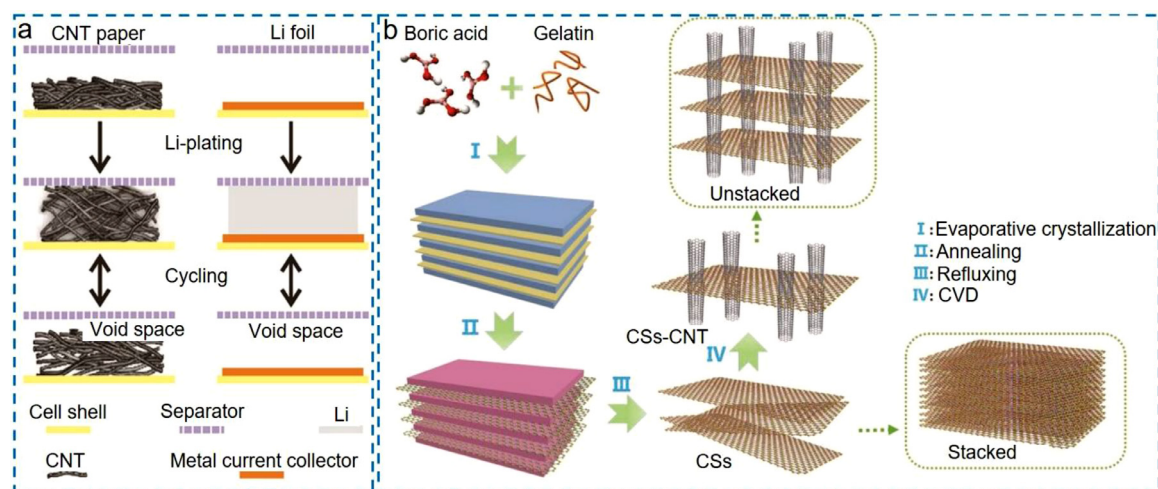 a
CNT paper
Li foil
Li-plating
Cycling
Void space
Void space
Cell shell
Separator
Li
CNT
Metal current collector
b
Boric acid
+
Gelatin
I
II
III
CSs
IV
CSs-CNT
Unstacked
Stacked
I:Evaporative crystallization
II:Annealing
III:Refluxing
IV:CVD